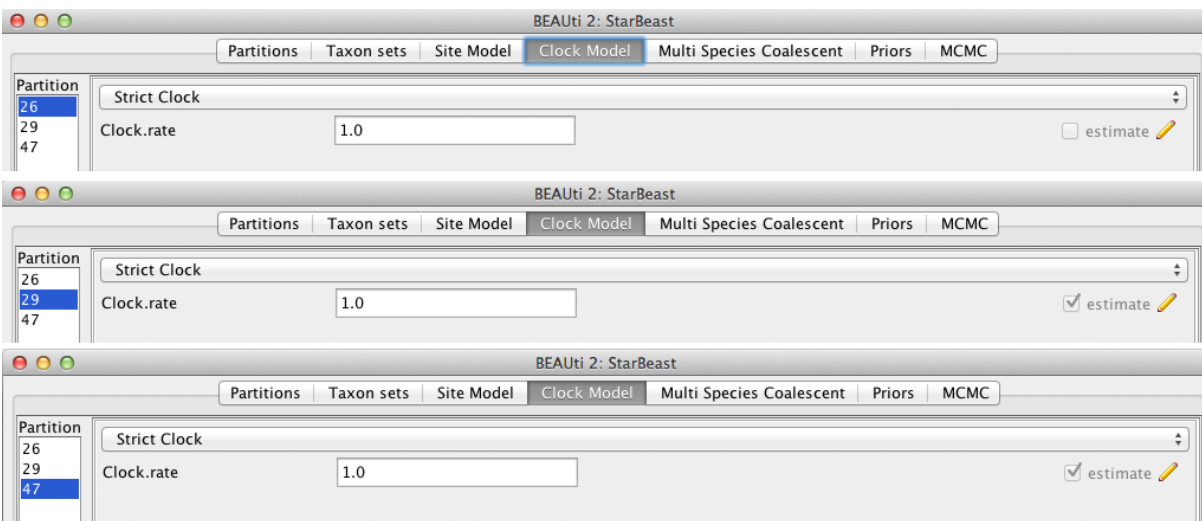 BEAUti 2: StarBeast
Partitions Taxon sets Site Model Clock Model Multi Species Coalescent Priors MCMC
Partition
26
29
47
Strict Clock
Clock.rate 1.0 estimate
BEAUti 2: StarBeast
Partitions Taxon sets Site Model Clock Model Multi Species Coalescent Priors MCMC
Partition
26
29
47
Strict Clock
Clock.rate 1.0 estimate
BEAUti 2: StarBeast
Partitions Taxon sets Site Model Clock Model Multi Species Coalescent Priors MCMC
Partition
26
29
47
Strict Clock
Clock.rate 1.0 estimate